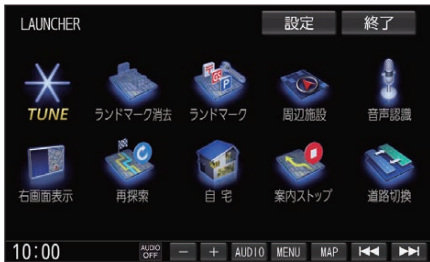 LAUNCHER 設定 終了
TUNE ランドマーク消去 ランドマーク 周辺施設 音声認識
右画面表示 再探索 自宅 案内ストップ 道路切換
10:00 AUDIO OFF － ＋ AUDIO MENU MAP